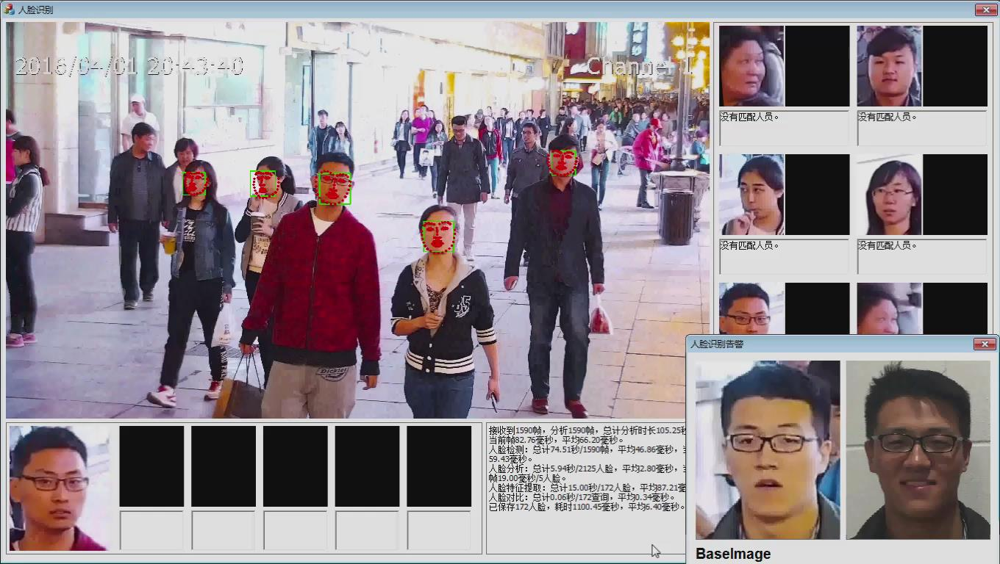 人脸识别
2016/04/01 20:43:40
Channel 1
没有匹配人员。
没有匹配人员。
没有匹配人员。
没有匹配人员。
DICKIES
95
接收到1590帧，分析1590帧，总计分析时长105.25秒
当前帧82.76毫秒，平均66.20毫秒。
人脸检测：总计74.51秒/1590帧，平均46.86毫秒，当
59.43毫秒。
人脸分析：总计5.94秒/2125人脸，平均2.80毫秒，当
帧19.00毫秒/5人脸。
人脸特征提取：总计15.00秒/172人脸，平均87.21毫
人脸对比：总计0.06秒/172查询，平均0.34毫秒。
已保存172人脸，耗时1100.45毫秒，平均6.40毫秒。
人脸识别告警
BaseImage